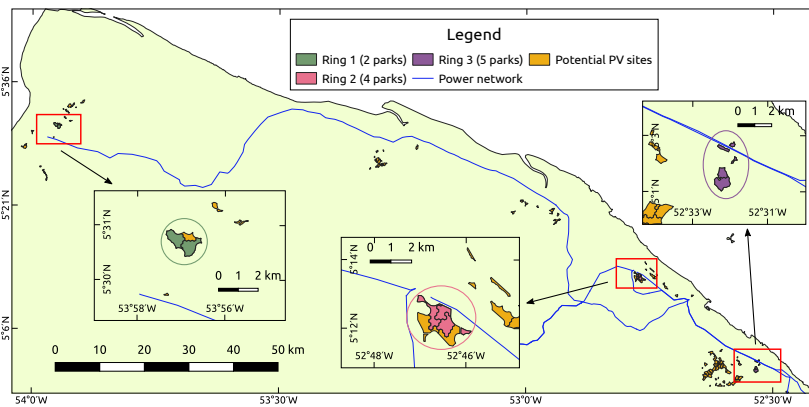 Legend
Ring 1 (2 parks) Ring 3 (5 parks) Potential PV sites
Ring 2 (4 parks) Power network
5°36'N
5°21'N
5°6'N
0 1 2 km
5°3'N
5°1'N
52°33'W 52°31'W
5°31'N
5°30'N
0 1 2 km
53°58'W 53°56'W
0 1 2 km
5°14'N
5°12'N
52°48'W 52°46'W
0 10 20 30 40 50 km
54°0'W 53°30'W 53°0'W 52°30'W